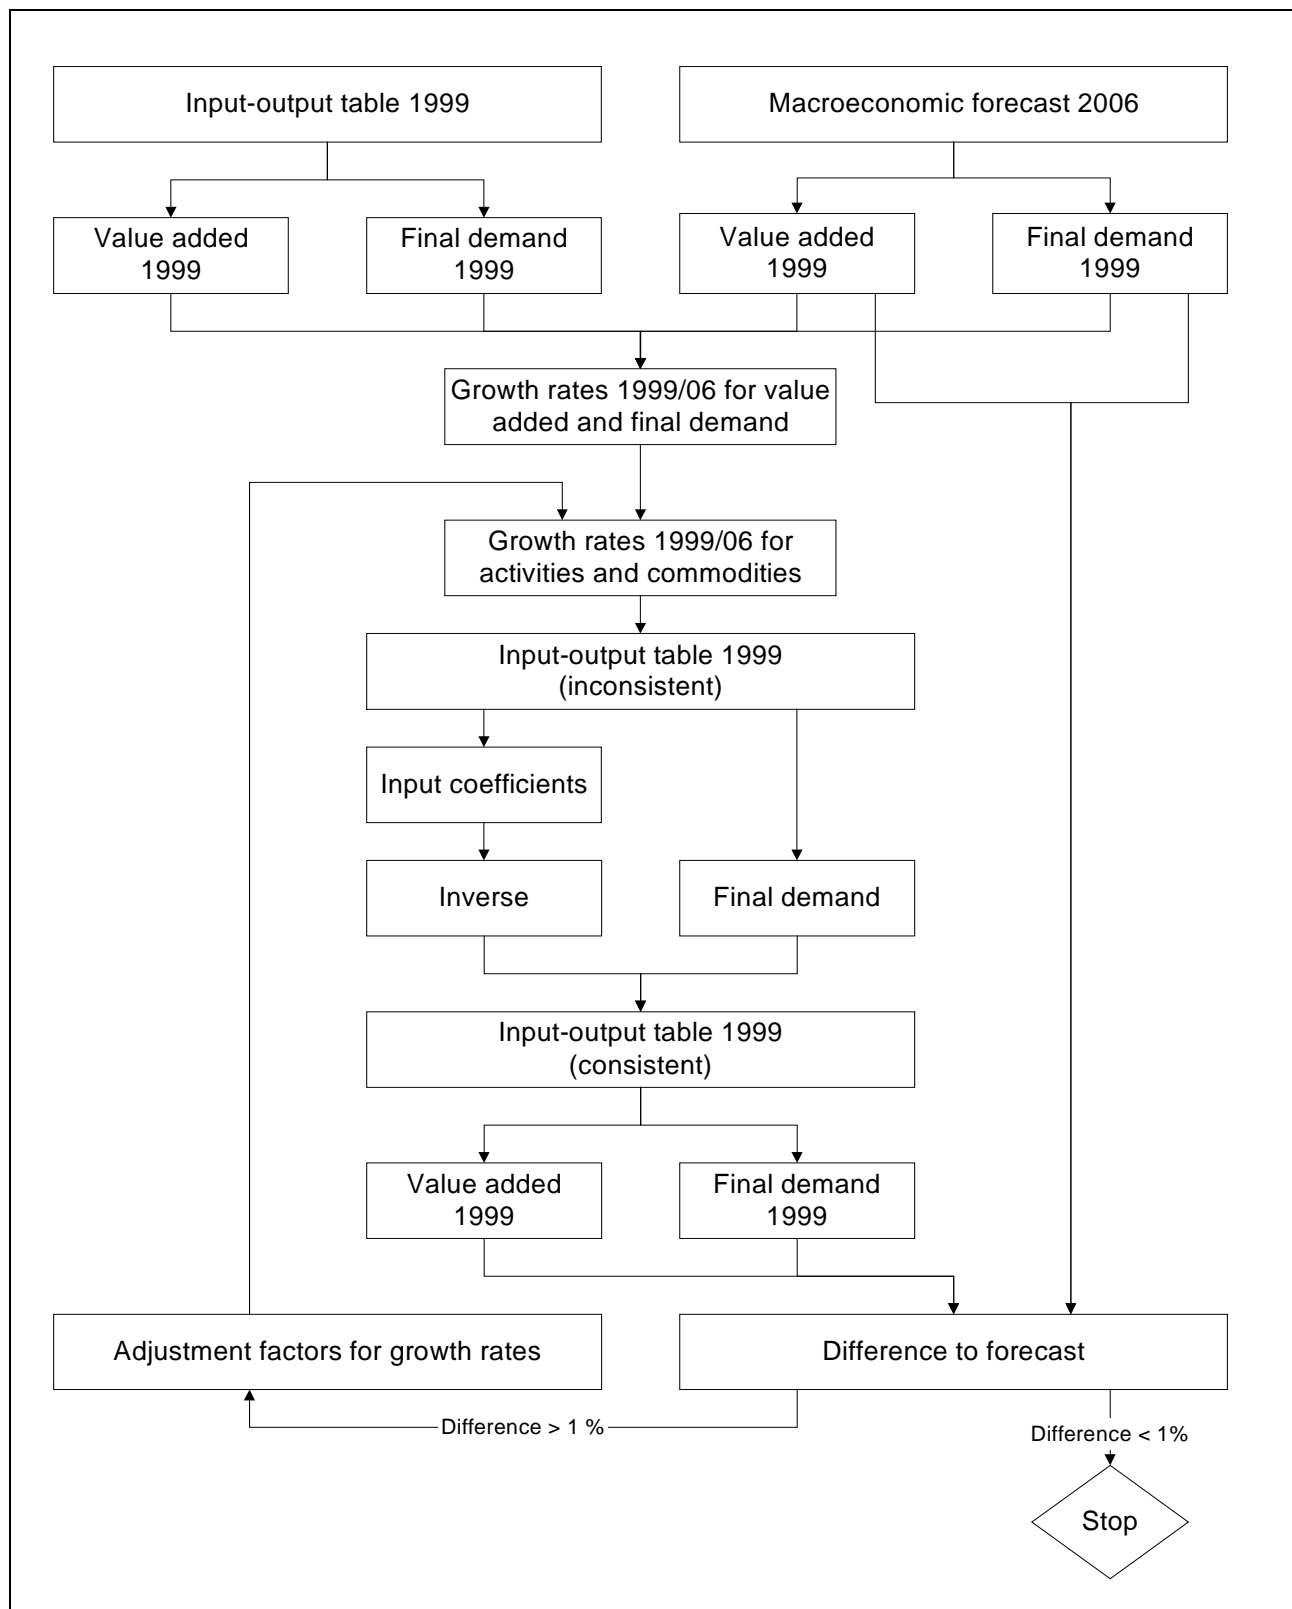 Input-output table 1999
Macroeconomic forecast 2006
Value added
1999
Final demand
1999
Value added
1999
Final demand
1999
Growth rates 1999/06 for value
added and final demand
Growth rates 1999/06 for
activities and commodities
Input-output table 1999
(inconsistent)
Input coefficients
Inverse
Final demand
Input-output table 1999
(consistent)
Value added
1999
Final demand
1999
Adjustment factors for growth rates
Difference to forecast
Difference > 1 %
Difference < 1%
Stop